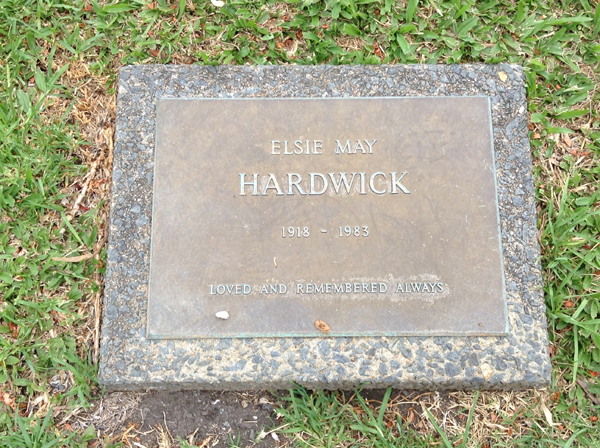 ELSIE MAY
HARDWICK
1918 - 1983
LOVED AND REMEMBERED ALWAYS